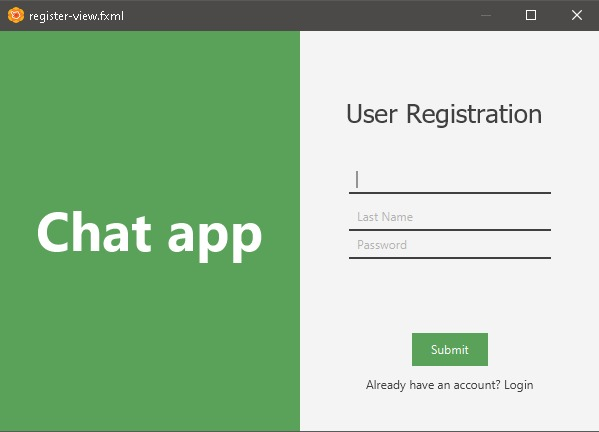 register-view.fxml
Chat app
User Registration
Last Name
Password
Submit
Already have an account? Login